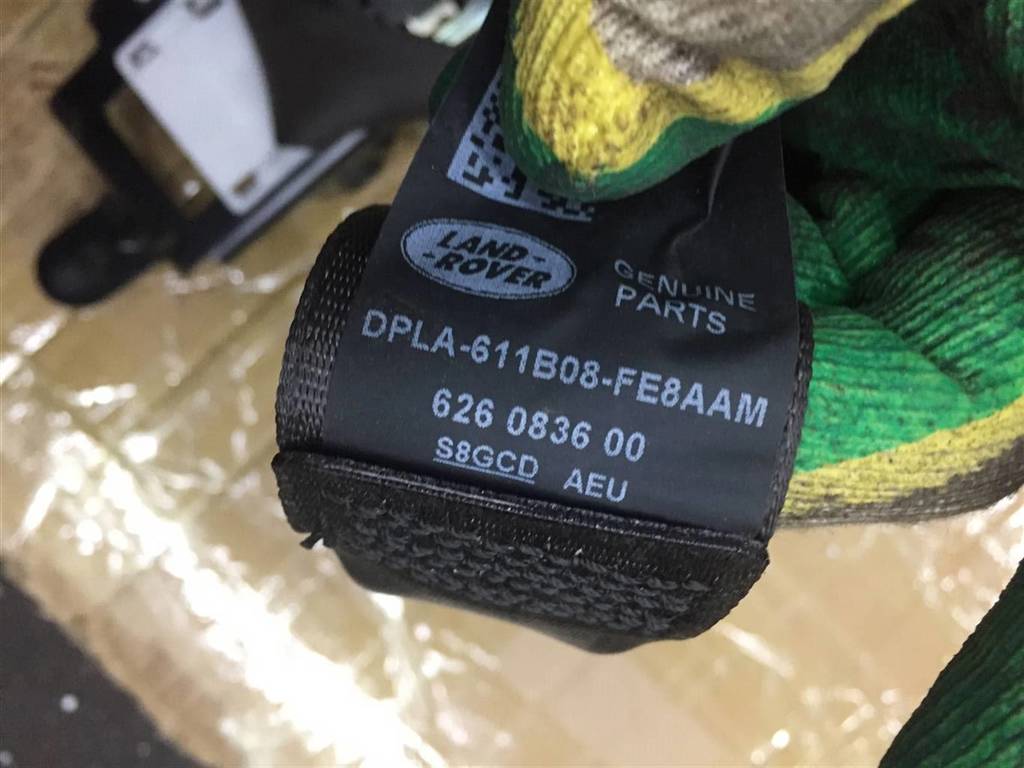 LAND-
-ROVER
GENUINE
PARTS
DPLA-611B08-FE8AAM
626 0836 00
S8GCD AEU